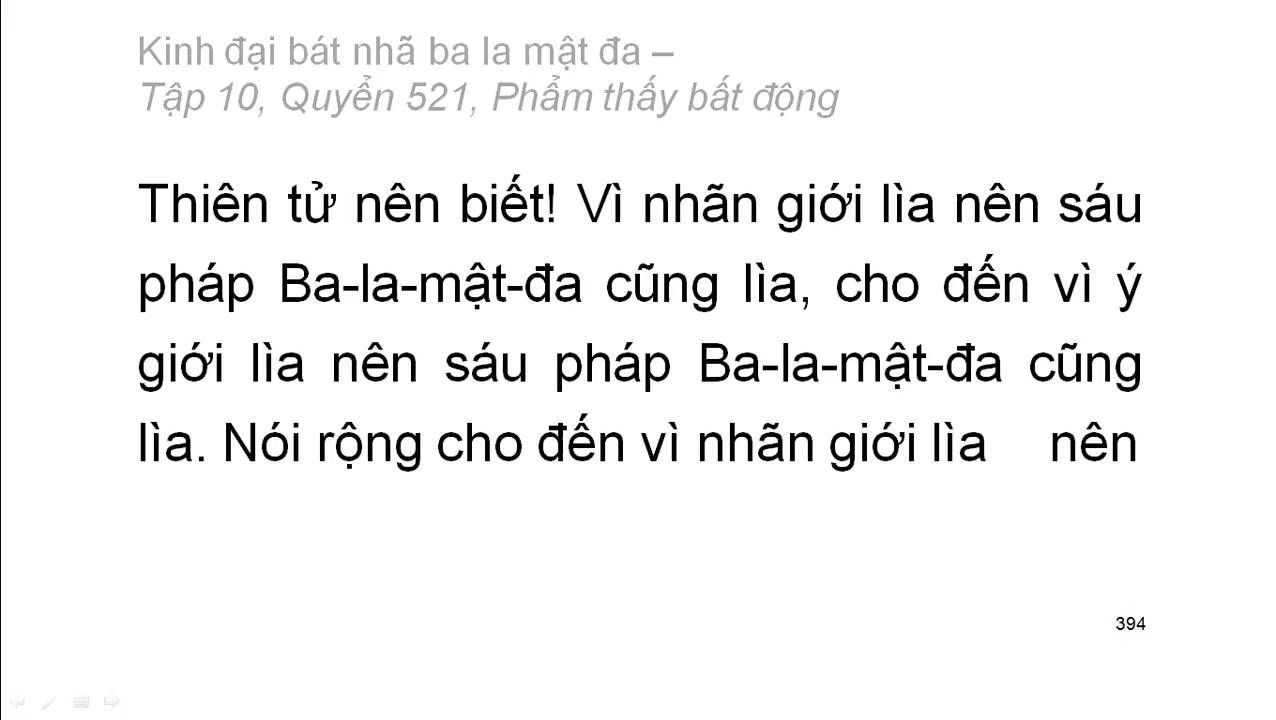 Kinh đại bát nhã ba la mật đa –
Tập 10, Quyển 521, Phẩm thấy bất động
Thiên tử nên biết! Vì nhãn giới lìa nên sáu
pháp Ba-la-mật-đa cũng lìa, cho đến vì ý
giới lìa nên sáu pháp Ba-la-mật-đa cũng
lìa. Nói rộng cho đến vì nhãn giới lìa nên
394